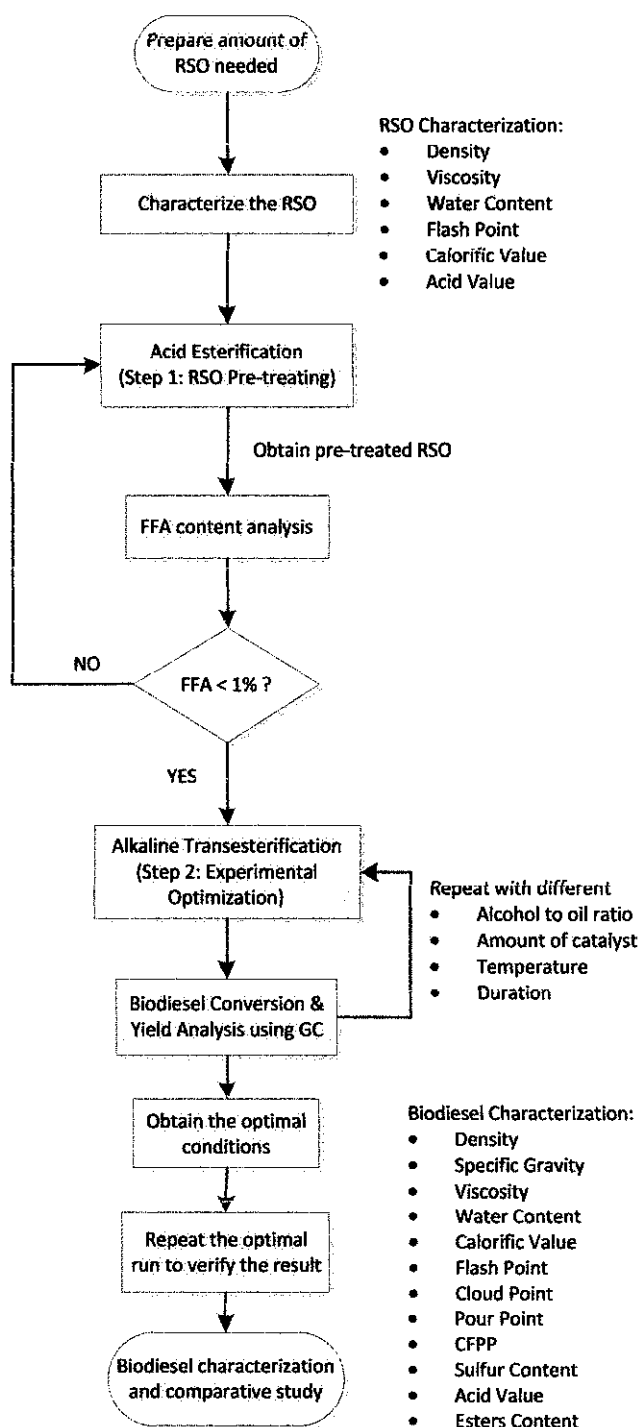 Prepare amount of
RSO needed
RSO Characterization:
• Density
• Viscosity
• Water Content
• Flash Point
• Calorific Value
• Acid Value
Characterize the RSO
Acid Esterification
(Step 1: RSO Pre-treating)
Obtain pre-treated RSO
FFA content analysis
NO
FFA < 1% ?
YES
Alkaline Transesterification
(Step 2: Experimental
Optimization)
Repeat with different
• Alcohol to oil ratio
• Amount of catalyst
• Temperature
• Duration
Biodiesel Conversion &
Yield Analysis using GC
Obtain the optimal
conditions
Repeat the optimal
run to verify the result
Biodiesel characterization
and comparative study
Biodiesel Characterization:
• Density
• Specific Gravity
• Viscosity
• Water Content
• Calorific Value
• Flash Point
• Cloud Point
• Pour Point
• CFPP
• Sulfur Content
• Acid Value
• Esters Content